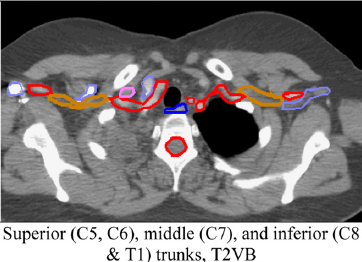 Superior (C5, C6), middle (C7), and inferior (C8
& T1) trunks, T2VB